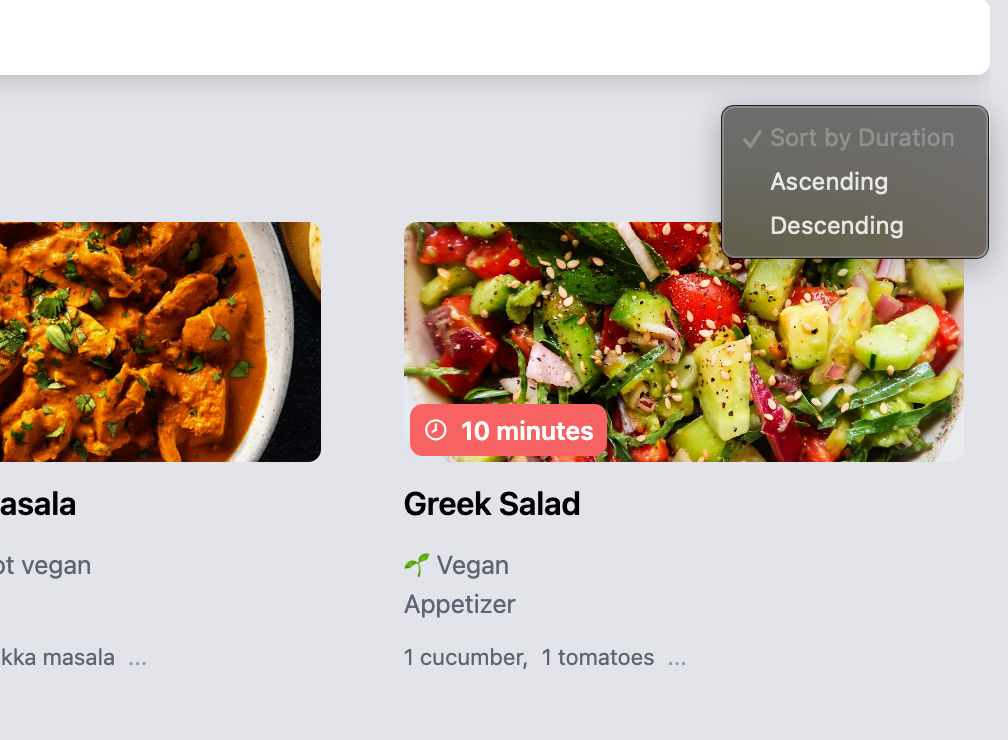 Sort by Duration
Ascending
Descending
10 minutes
asala
Greek Salad
ot vegan
Vegan
Appetizer
kka masala ...
1 cucumber, 1 tomatoes ...